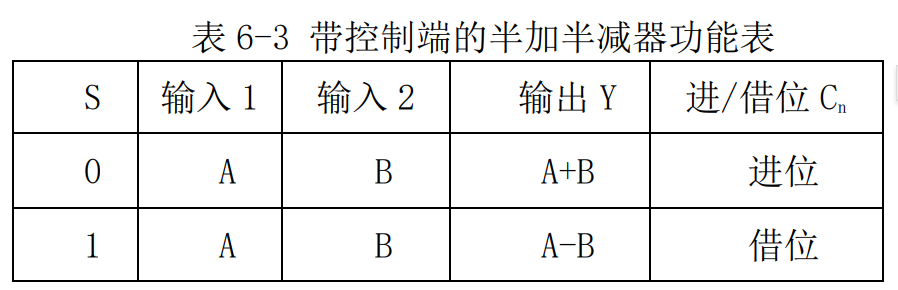 表 6-3 带控制端的半加半减器功能表
S 输入 1 输入 2 输出 Y 进/借位 Cn
0 A B A+B 进位
1 A B A-B 借位